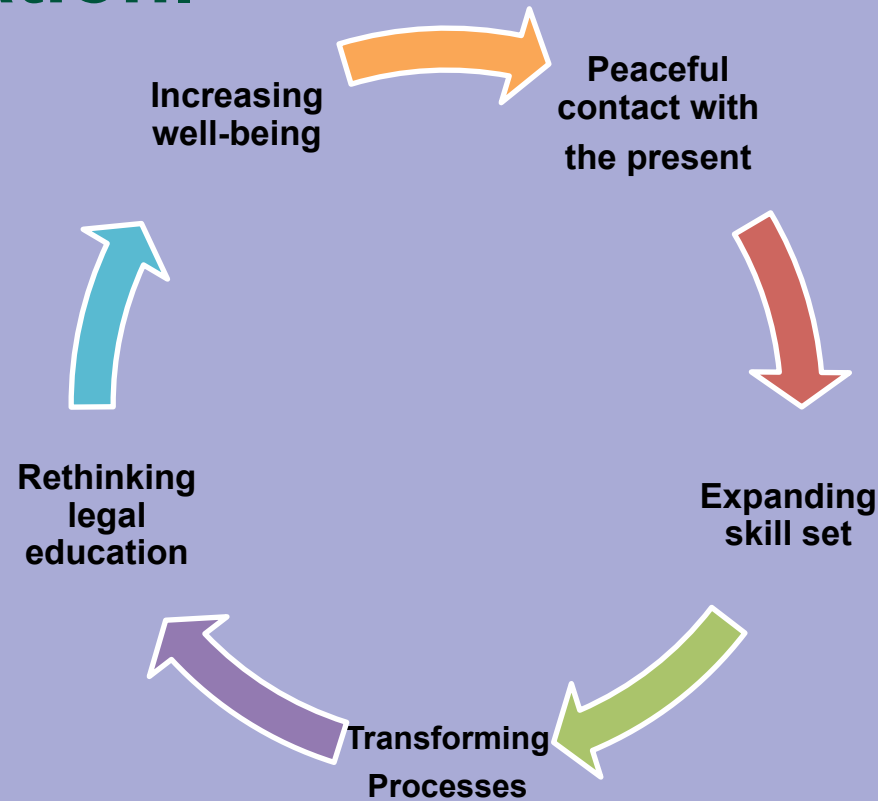 Increasing
well-being
Peaceful
contact with
the present
Expanding
skill set
Transforming
Processes
Rethinking
legal
education